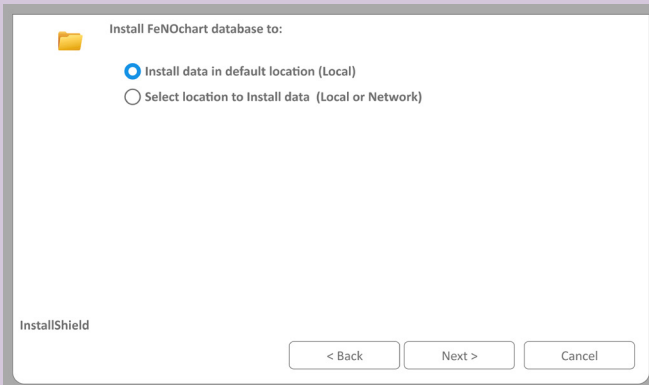 Install FeNOchart database to:
Install data in default location (Local)
Select location to Install data (Local or Network)
InstallShield
< Back
Next >
Cancel